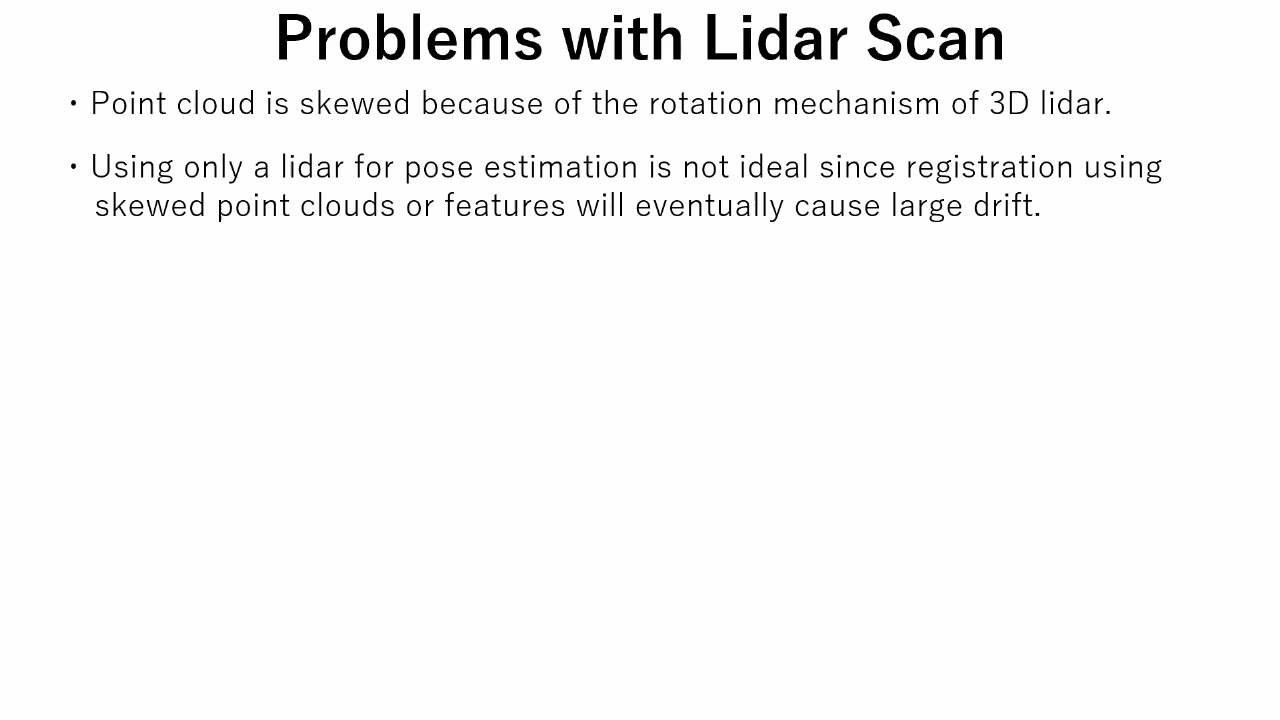 Problems with Lidar Scan
・Point cloud is skewed because of the rotation mechanism of 3D lidar.
・Using only a lidar for pose estimation is not ideal since registration using
skewed point clouds or features will eventually cause large drift.